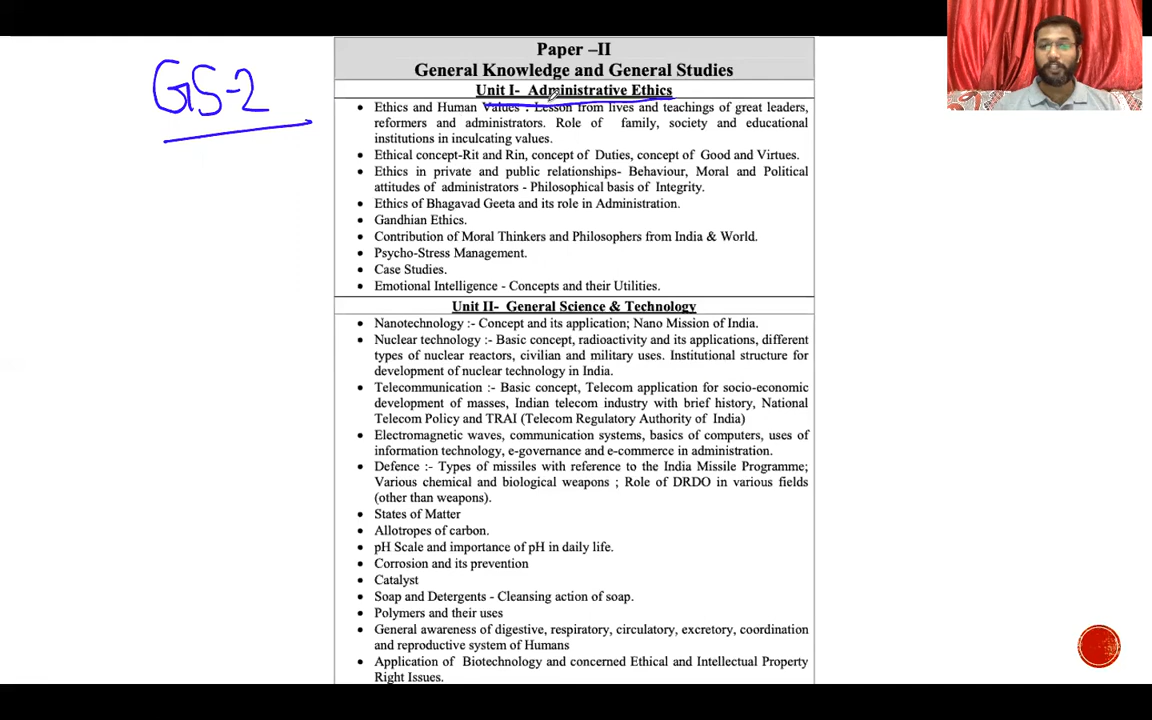 GS-2
Paper –II
General Knowledge and General Studies
Unit I- Administrative Ethics
• Ethics and Human Values : Lesson from lives and teachings of great leaders,
reformers and administrators. Role of family, society and educational
institutions in inculcating values.
• Ethical concept-Rit and Rin, concept of Duties, concept of Good and Virtues.
• Ethics in private and public relationships- Behaviour, Moral and Political
attitudes of administrators - Philosophical basis of Integrity.
• Ethics of Bhagavad Geeta and its role in Administration.
• Gandhian Ethics.
• Contribution of Moral Thinkers and Philosophers from India & World.
• Psycho-Stress Management.
• Case Studies.
• Emotional Intelligence - Concepts and their Utilities.
Unit II- General Science & Technology
• Nanotechnology :- Concept and its application; Nano Mission of India.
• Nuclear technology :- Basic concept, radioactivity and its applications, different
types of nuclear reactors, civilian and military uses. Institutional structure for
development of nuclear technology in India.
• Telecommunication :- Basic concept, Telecom application for socio-economic
development of masses, Indian telecom industry with brief history, National
Telecom Policy and TRAI (Telecom Regulatory Authority of India)
• Electromagnetic waves, communication systems, basics of computers, uses of
information technology, e-governance and e-commerce in administration.
• Defence :- Types of missiles with reference to the India Missile Programme;
Various chemical and biological weapons ; Role of DRDO in various fields
(other than weapons).
• States of Matter
• Allotropes of carbon.
• pH Scale and importance of pH in daily life.
• Corrosion and its prevention
• Catalyst
• Soap and Detergents - Cleansing action of soap.
• Polymers and their uses
• General awareness of digestive, respiratory, circulatory, excretory, coordination
and reproductive system of Humans
• Application of Biotechnology and concerned Ethical and Intellectual Property
Right Issues.